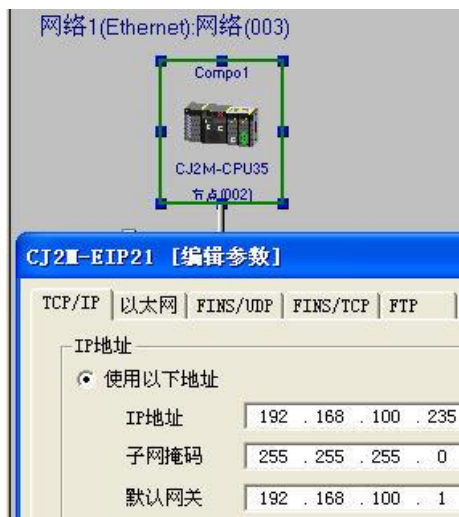 网络1(Ethernet):网络(003)
Compo1
CJ2M-CPU35
节点(002)
CJ2M-EIP21 [编辑参数]
TCP/IP 以太网 FINS/UDP FINS/TCP FTP
IP地址
使用以下地址
IP地址 192 . 168 . 100 . 235
子网掩码 255 . 255 . 255 . 0
默认网关 192 . 168 . 100 . 1